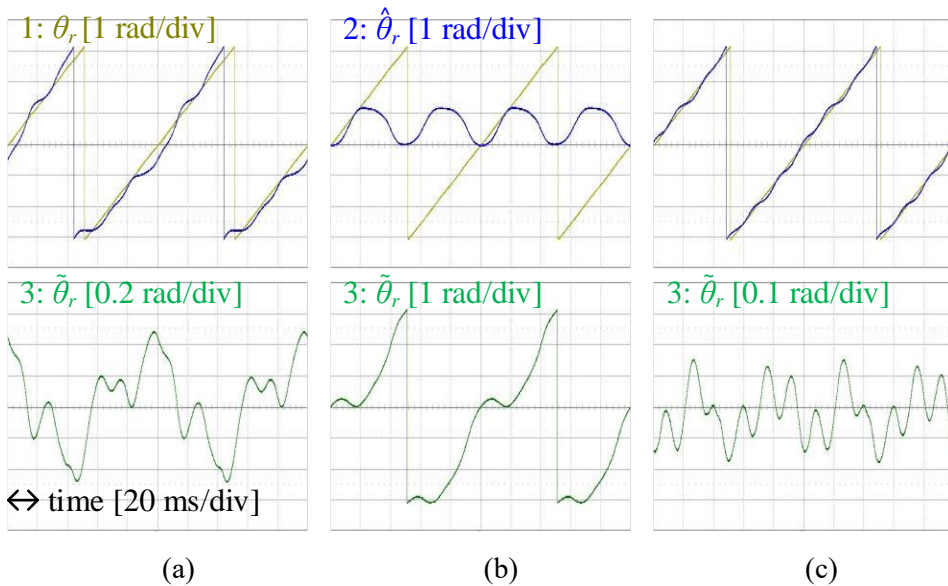 1: θr [1 rad/div]
2: θ̂r [1 rad/div]
3: θ̃r [0.2 rad/div]
3: θ̃r [1 rad/div]
3: θ̃r [0.1 rad/div]
↔ time [20 ms/div]
(a)
(b)
(c)